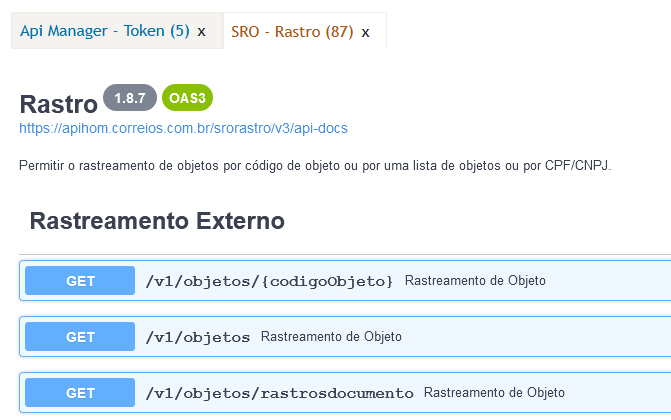 Api Manager - Token (5) x SRO - Rastro (87) x
Rastro 1.8.7 OAS3
https://apihom.correios.com.br/srorastro/v3/api-docs
Permitir o rastreamento de objetos por código de objeto ou por uma lista de objetos ou por CPF/CNPJ.
Rastreamento Externo
GET /v1/objetos/{codigoObjeto} Rastreamento de Objeto
GET /v1/objetos Rastreamento de Objeto
GET /v1/objetos/rastrosdocumento Rastreamento de Objeto